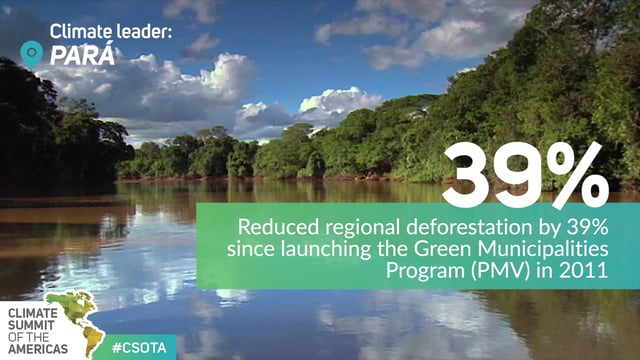 Climate leader:
PARÁ
39%
Reduced regional deforestation by 39%
since launching the Green Municipalities
Program (PMV) in 2011
CLIMATE
SUMMIT
OF THE
AMERICAS
#CSOTA